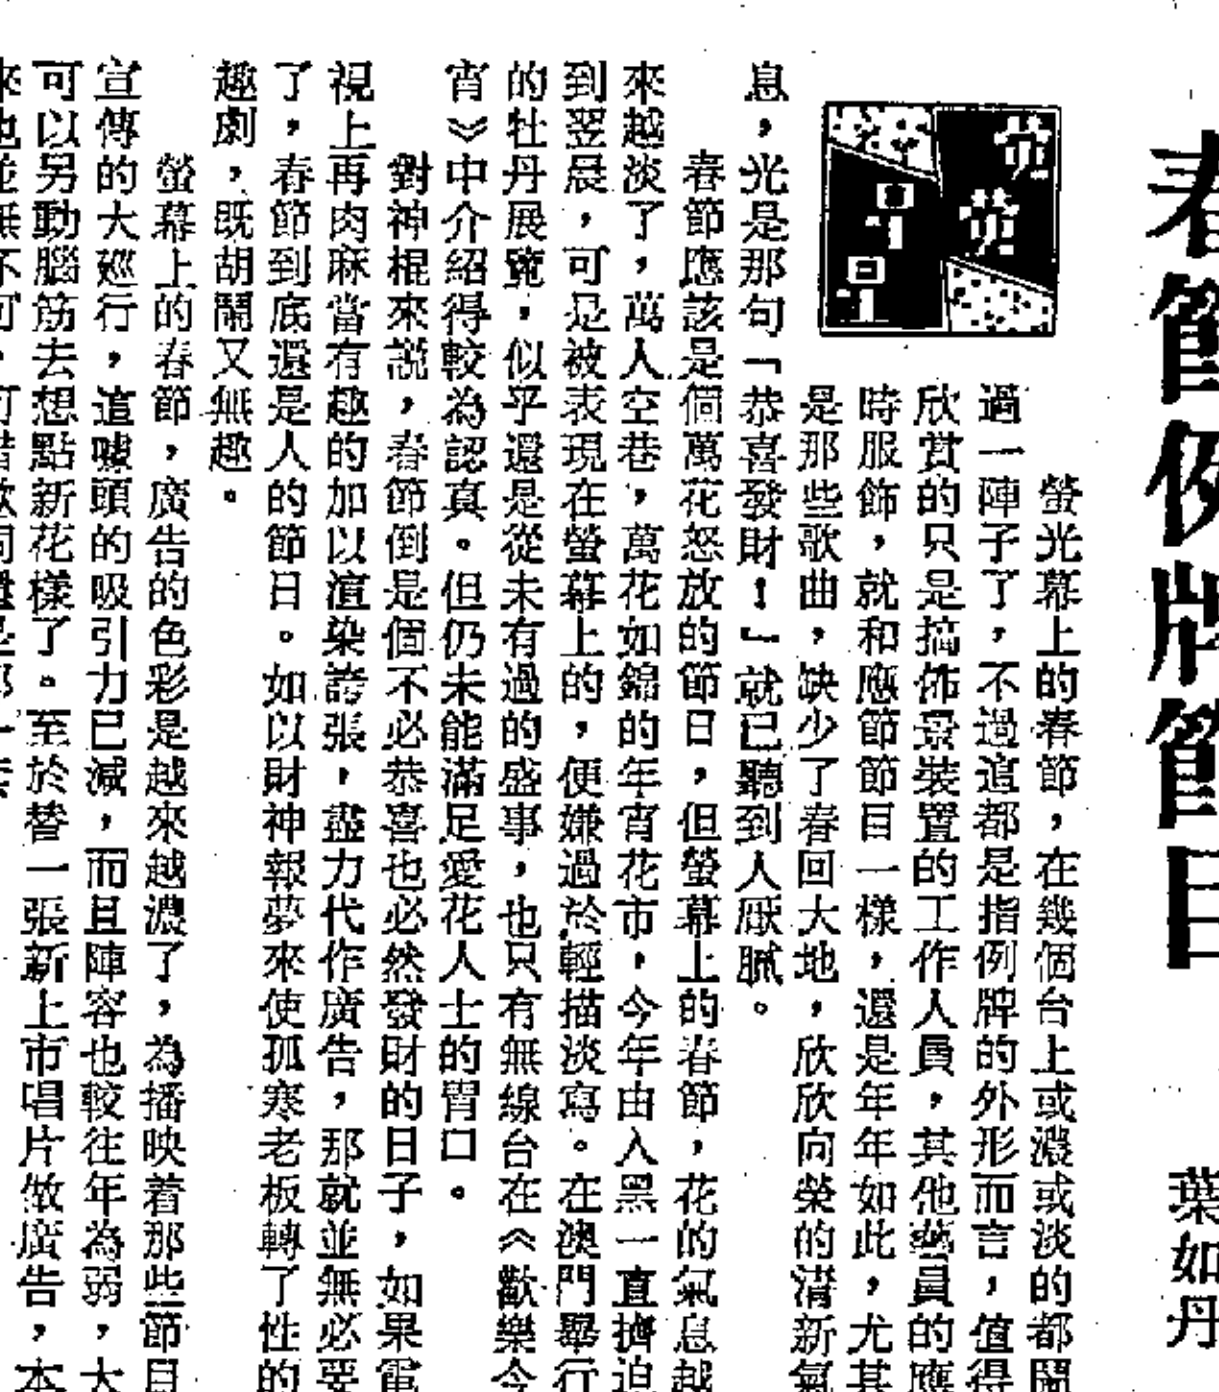 春節例牌節目
葉如丹
螢光幕上的春節，在幾個台上或濃或淡的都鬧
過一陣子了，不過這都是指例牌的外形而言，值得
欣賞的只是搞佈景裝置的工作人員，其他藝員的應
時服飾，就和應節節目一樣，還是年年如此，尤其
是那些歌曲，缺少了春回大地，欣欣向榮的清新氣
息，光是那句「恭喜發財！」就已聽到人厭膩。
春節應該是個萬花怒放的節日，但螢幕上的春節，花的氣息越
來越淡了，萬人空巷，萬花如錦的年宵花市，今年由入黑一直擠迫
到翌晨，可是被表現在螢幕上的，便嫌過於輕描淡寫。在澳門舉行
的牡丹展覽，似乎還是從未有過的盛事，也只有無線台在《歡樂今
宵》中介紹得較為認真。但仍未能滿足愛花人士的胃口。
對神棍來説，春節倒是個不必恭喜也必然發財的日子，如果電
視上再肉麻當有趣的加以渲染誇張，盡力代作廣告，那就並無必要
了，春節到底還是人的節日。如以財神報夢來使孤寒老板轉了性的
趣劇，既胡鬧又無趣。
螢幕上的春節，廣告的色彩是越來越濃了，為播映着那些節目
宣傳的大巡行，這噱頭的吸引力已減，而且陣容也較往年為弱，大
可以另動腦筋去想點新花樣了。至於替一張新上市唱片做廣告，本
來也並無不可，可惜歌詞還是那一套